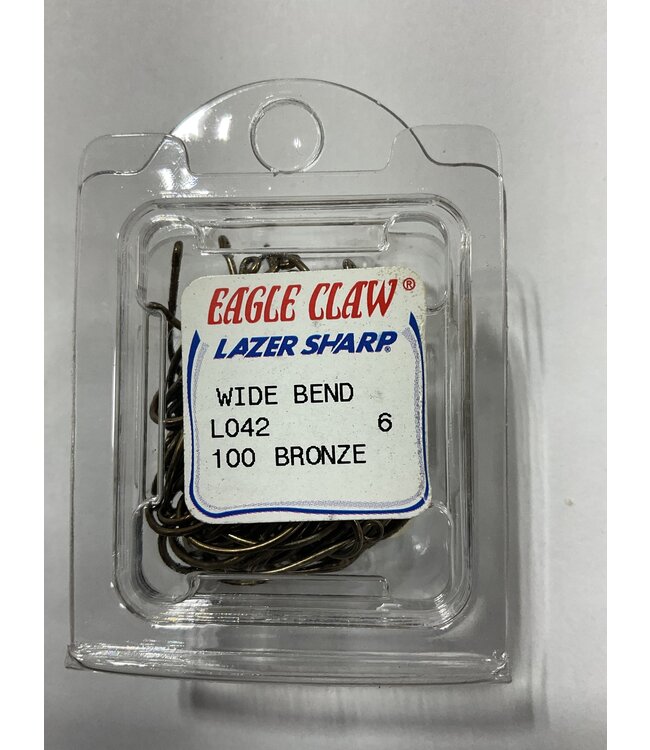 EAGLE CLAW®
LAZER SHARP®
WIDE BEND
L042 6
100 BRONZE